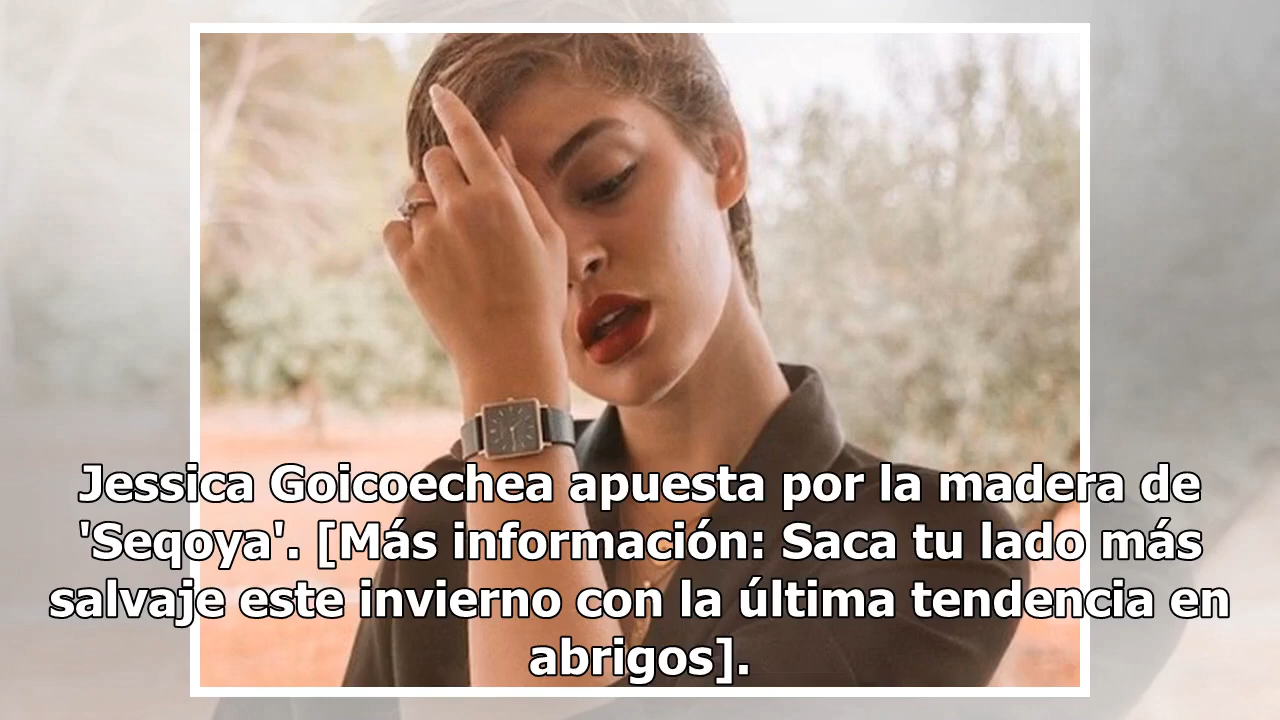 Jessica Goicoechea apuesta por la madera de
'Seqoya'. [Más información: Saca tu lado más
salvaje este invierno con la última tendencia en
abrigos].